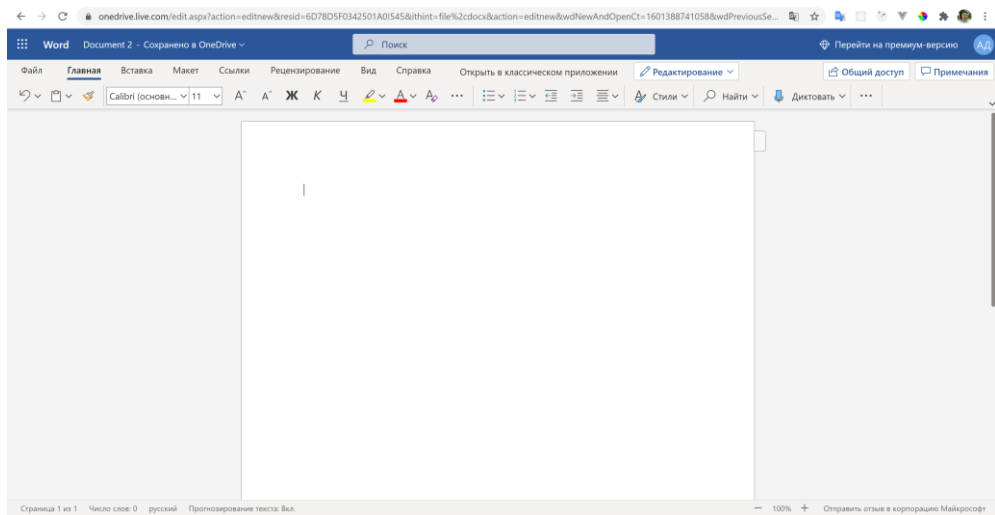 onedrive.live.com/edit.aspx?action=editnew&resid=6D78D5F0342501A0!545&ithint=file%2cdocx&action=editnew&wdNewAndOpenCt=1601388741058&wdPreviousSe...
Word Document 2 - Сохранено в OneDrive Поиск Перейти на премиум-версию АД
Файл Главная Вставка Макет Ссылки Рецензирование Вид Справка Открыть в классическом приложении Редактирование Общий доступ Примечания
Calibri (основн... 11 A A Ж К Ч A A Стили Найти Диктовать
Страница 1 из 1 Число слов: 0 русский Прогнозирование текста: Вкл. 100% Отправить отзыв в корпорацию Майкрософт